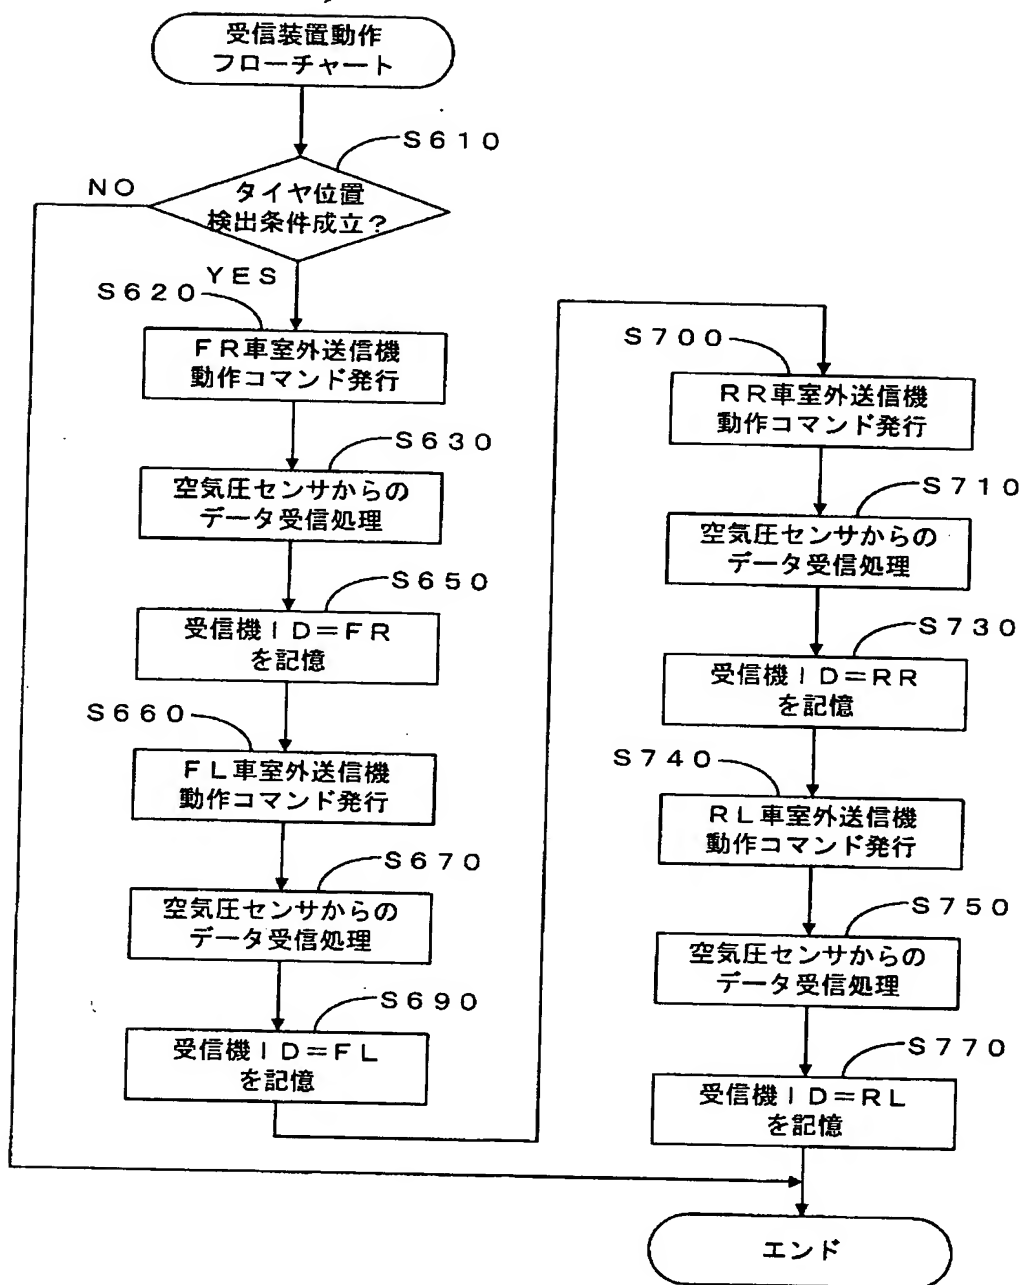 受信装置動作
フローチャート
S610
NO
タイヤ位置
検出条件成立?
YES
S620
FR車室外送信機
動作コマンド発行
S630
空気圧センサからの
データ受信処理
S650
受信機ID=FR
を記憶
S660
FL車室外送信機
動作コマンド発行
S670
空気圧センサからの
データ受信処理
S690
受信機ID=FL
を記憶
S700
RR車室外送信機
動作コマンド発行
S710
空気圧センサからの
データ受信処理
S730
受信機ID=RR
を記憶
S740
RL車室外送信機
動作コマンド発行
S750
空気圧センサからの
データ受信処理
S770
受信機ID=RL
を記憶
エンド